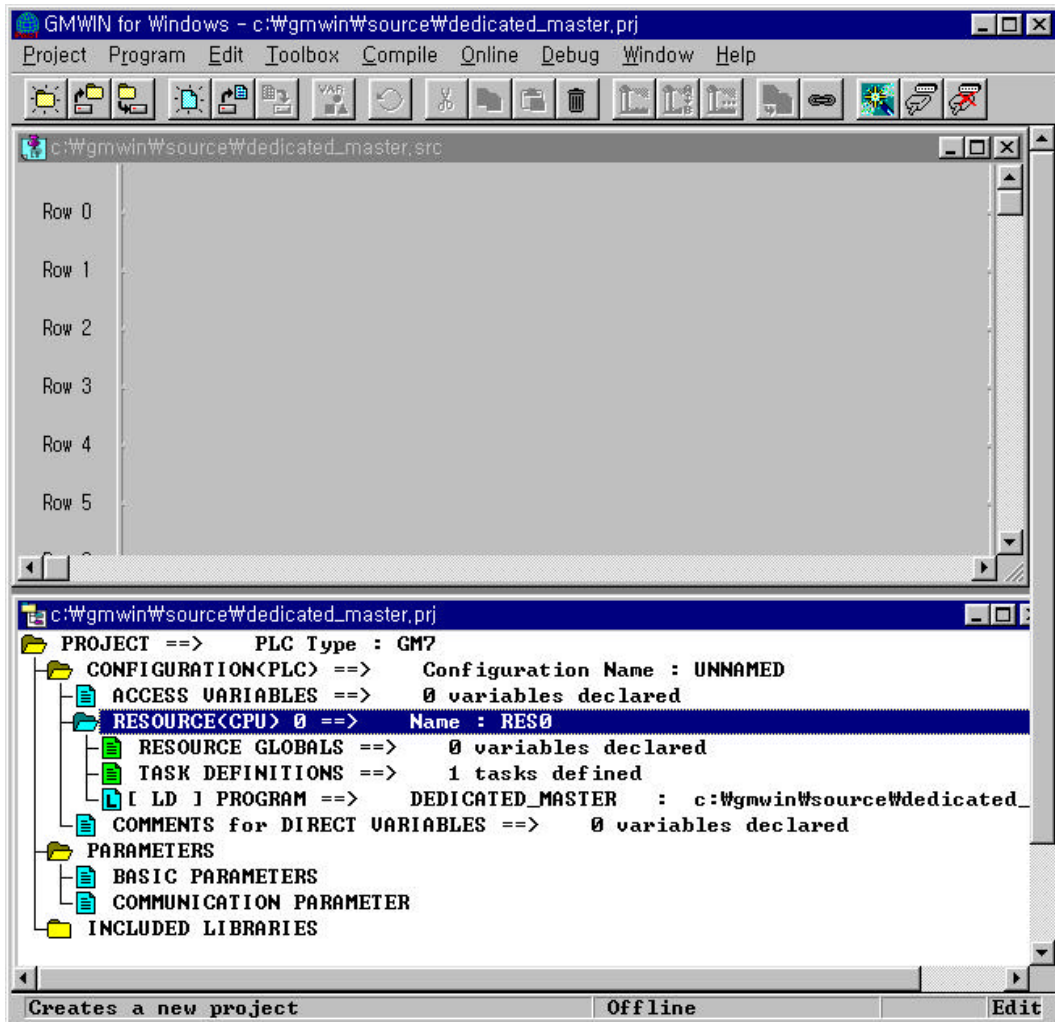 GMWIN for Windows - c:₩gmwin₩source₩dedicated_master.prj
Project Program Edit Toolbox Compile Online Debug Window Help
VAR
c:₩gmwin₩source₩dedicated_master.src
Row 0
Row 1
Row 2
Row 3
Row 4
Row 5
c:₩gmwin₩source₩dedicated_master.prj
PROJECT ==> PLC Type : GM7
CONFIGURATION(PLC) ==> Configuration Name : UNNAMED
ACCESS VARIABLES ==> 0 variables declared
RESOURCE(CPU) 0 ==> Name : RES0
RESOURCE GLOBALS ==> 0 variables declared
TASK DEFINITIONS ==> 1 tasks defined
L [ LD ] PROGRAM ==> DEDICATED_MASTER : c:₩gmwin₩source₩dedicated_
COMMENTS for DIRECT VARIABLES ==> 0 variables declared
PARAMETERS
BASIC PARAMETERS
COMMUNICATION PARAMETER
INCLUDED LIBRARIES
Creates a new project Offline Edit